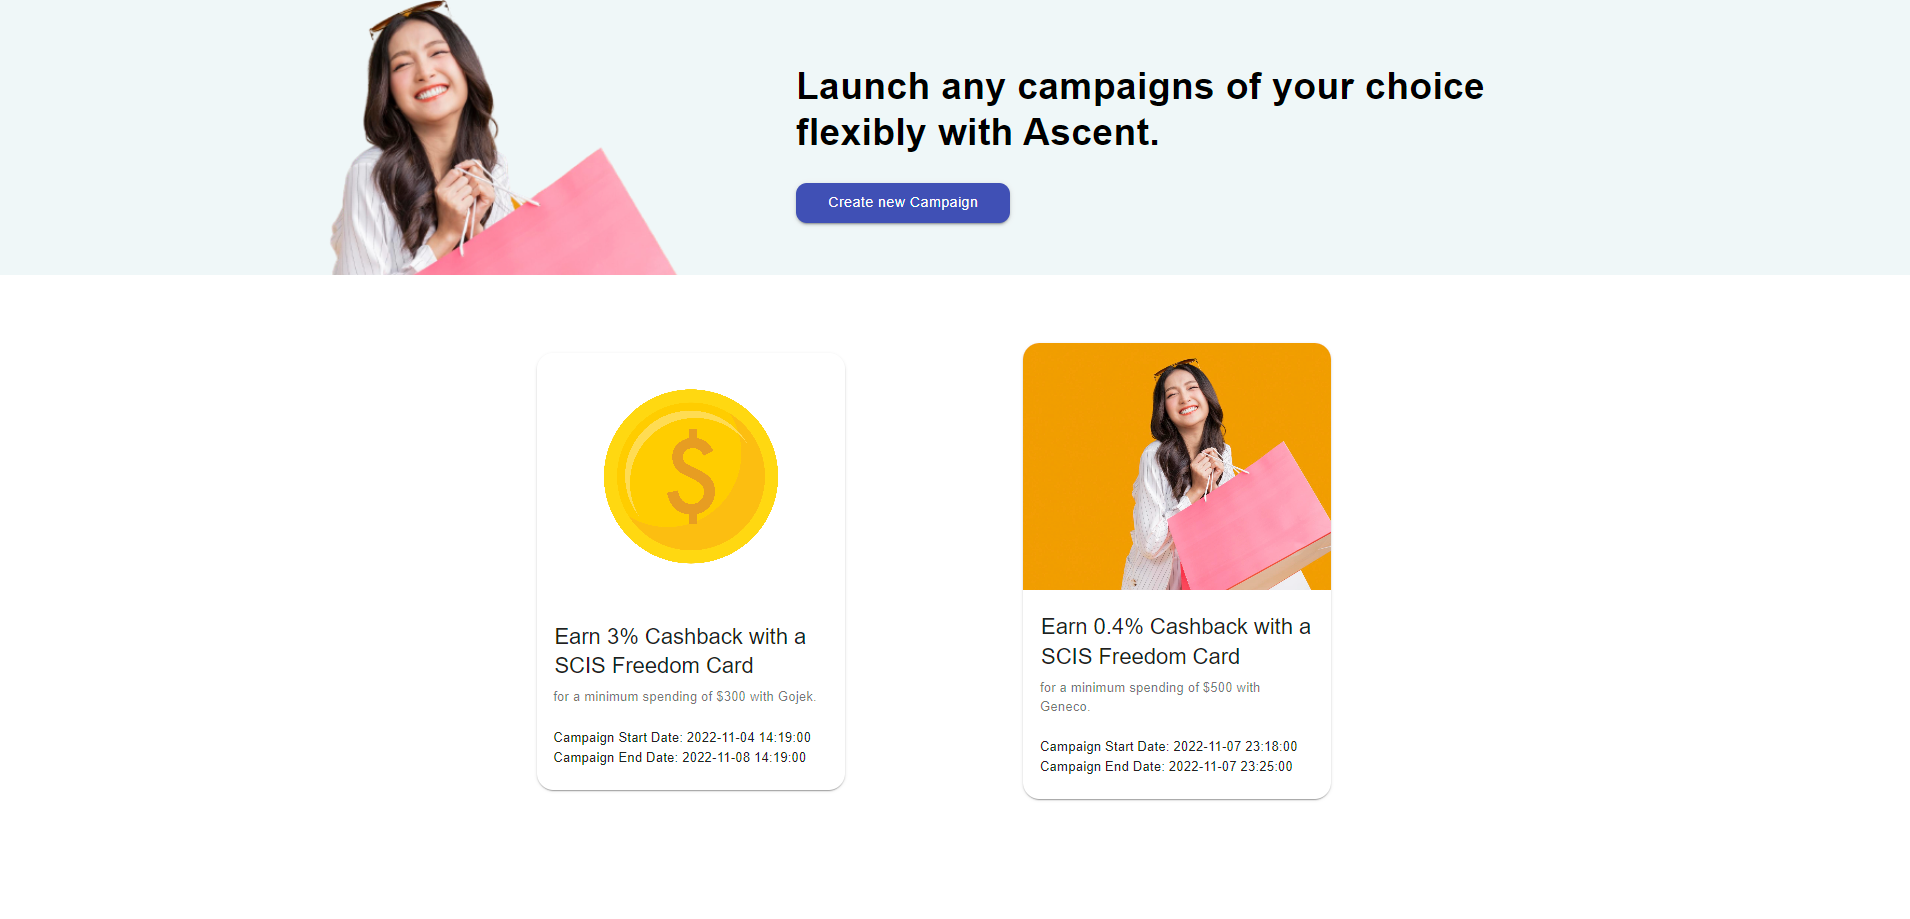 Launch any campaigns of your choice
flexibly with Ascent.
Create new Campaign
$
Earn 3% Cashback with a
SCIS Freedom Card
for a minimum spending of $300 with Gojek.
Campaign Start Date: 2022-11-04 14:19:00
Campaign End Date: 2022-11-08 14:19:00
Earn 0.4% Cashback with a
SCIS Freedom Card
for a minimum spending of $500 with
Geneco.
Campaign Start Date: 2022-11-07 23:18:00
Campaign End Date: 2022-11-07 23:25:00